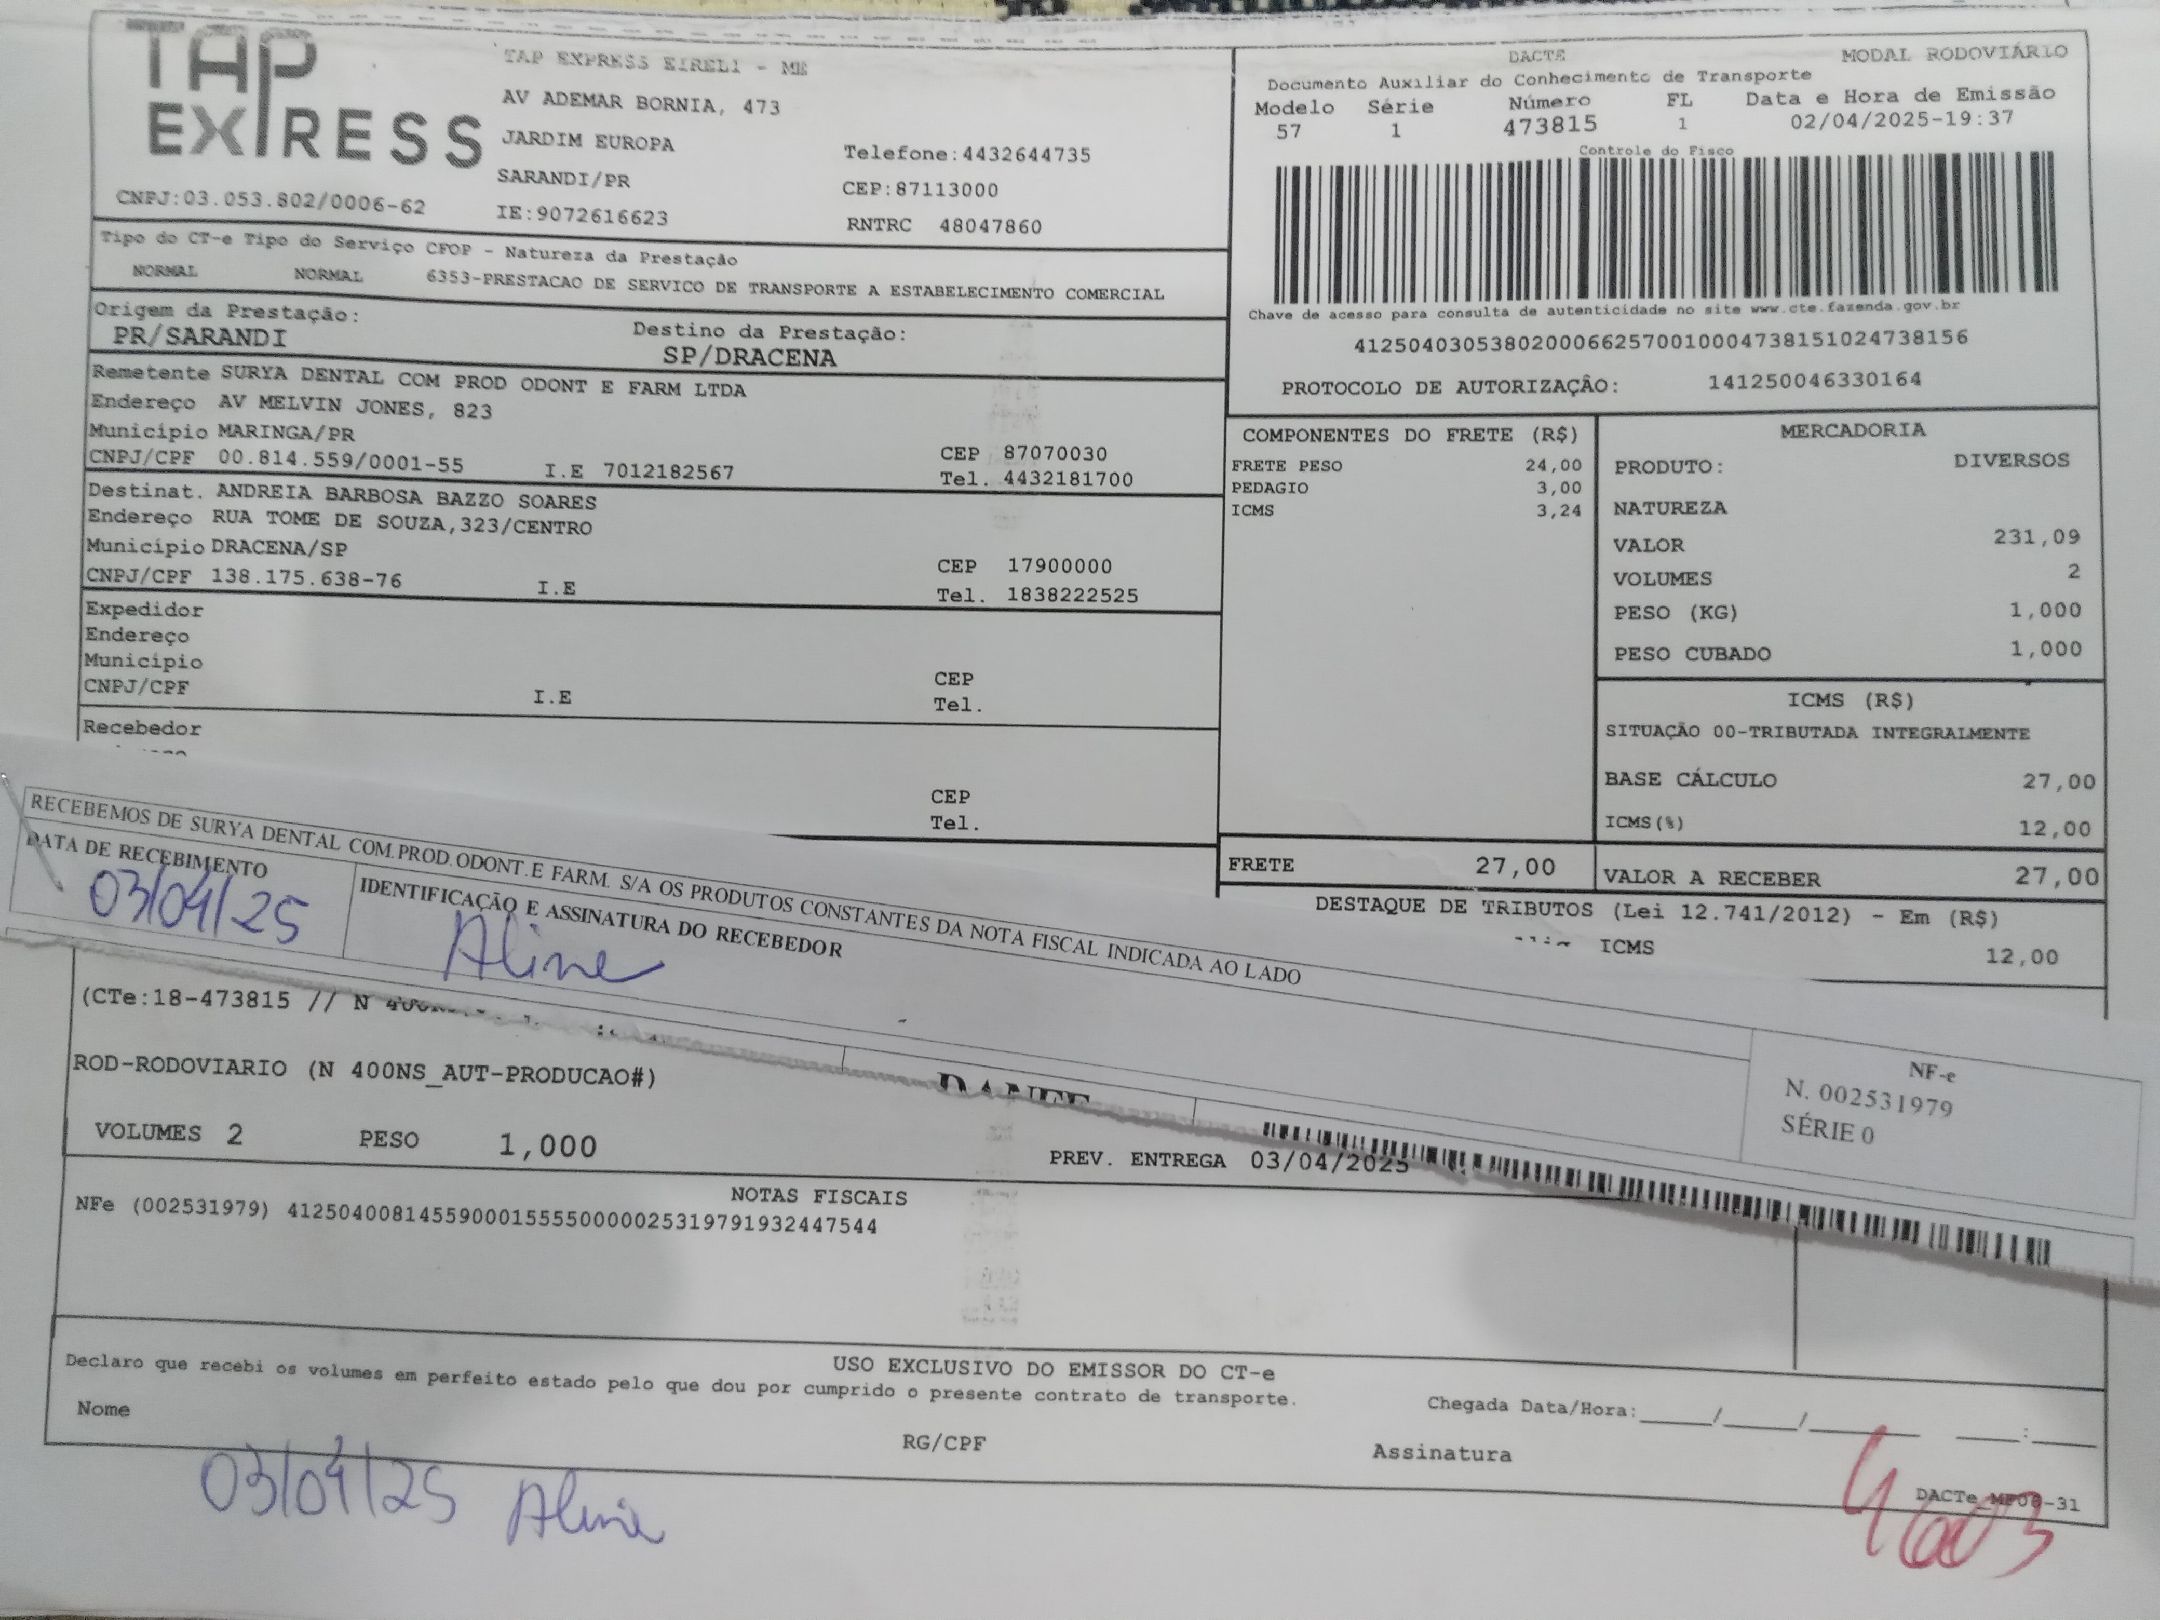 TAP
EXPRESS
TAP EXPRESS EIRELI - ME
AV ADEMAR BORNIA, 473
JARDIM EUROPA
SARANDI/PR
IE:9072616623
Telefone:4432644735
CEP:87113000
RNTRC 48047860
CNPJ:03.053.802/0006-62
DACTE
MODAL RODOVIÁRIO
Documento Auxiliar do Conhecimento de Transporte
Modelo Série Número FL Data e Hora de Emissão
57 1 473815 1 02/04/2025-19:37
Controle do Fisco
Chave de acesso para consulta de autenticidade no site www.cte.fazenda.gov.br
41250403053802000662570010004738151024738156
PROTOCOLO DE AUTORIZAÇÂO: 141250046330164
Tipo do CT-e Tipo do Serviço CFOP - Natureza da Prestação
NORMAL NORMAL 6353-PRESTACAO DE SERVICO DE TRANSPORTE A ESTABELECIMENTO COMERCIAL
Origem da Prestação:
PR/SARANDI
Destino da Prestação:
SP/DRACENA
Remetente SURYA DENTAL COM PROD ODONT E FARM LTDA
Endereço AV MELVIN JONES, 823
Município MARINGA/PR CEP 87070030
CNPJ/CPF 00.814.559/0001-55 I.E 7012182567 Tel. 4432181700
Destinat. ANDREIA BARBOSA BAZZO SOARES
Endereço RUA TOME DE SOUZA,323/CENTRO
Município DRACENA/SP CEP 17900000
CNPJ/CPF 138.175.638-76 I.E Tel. 1838222525
Expedidor
Endereço
Município CEP
CNPJ/CPF I.E Tel.
Recebedor
CEP
Tel.
COMPONENTES DO FRETE (R$)
FRETE PESO 24,00
PEDAGIO 3,00
ICMS 3,24
MERCADORIA
PRODUTO: DIVERSOS
NATUREZA
VALOR 231,09
VOLUMES 2
PESO (KG) 1,000
PESO CUBADO 1,000
ICMS (R$)
SITUAÇÃO 00-TRIBUTADA INTEGRALMENTE
BASE CÁLCULO 27,00
ICMS(%) 12,00
FRETE 27,00
VALOR A RECEBER 27,00
DESTAQUE DE TRIBUTOS (Lei 12.741/2012) - Em (R$)
ICMS 12,00
RECEBEMOS DE SURYA DENTAL COM.PROD.ODONT.E FARM. S/A OS PRODUTOS CONSTANTES DA NOTA FISCAL INDICADA AO LADO
DATA DE RECEBIMENTO
03/04/25
IDENTIFICAÇÃO E ASSINATURA DO RECEBEDOR
Aline
NF-e
N. 002531979
SÉRIE 0
DANFE
(CTe:18-473815 // N
ROD-RODOVIARIO (N 400NS_AUT-PRODUCAO#)
VOLUMES 2 PESO 1,000 PREV. ENTREGA 03/04/2025
NOTAS FISCAIS
NFe (002531979) 41250400814559000155550000025319791932447544
USO EXCLUSIVO DO EMISSOR DO CT-e
Declaro que recebi os volumes em perfeito estado pelo que dou por cumprido o presente contrato de transporte.
Chegada Data/Hora:_____/_____/_______ ____:____
Nome RG/CPF Assinatura
03/04/25 Aline
4603